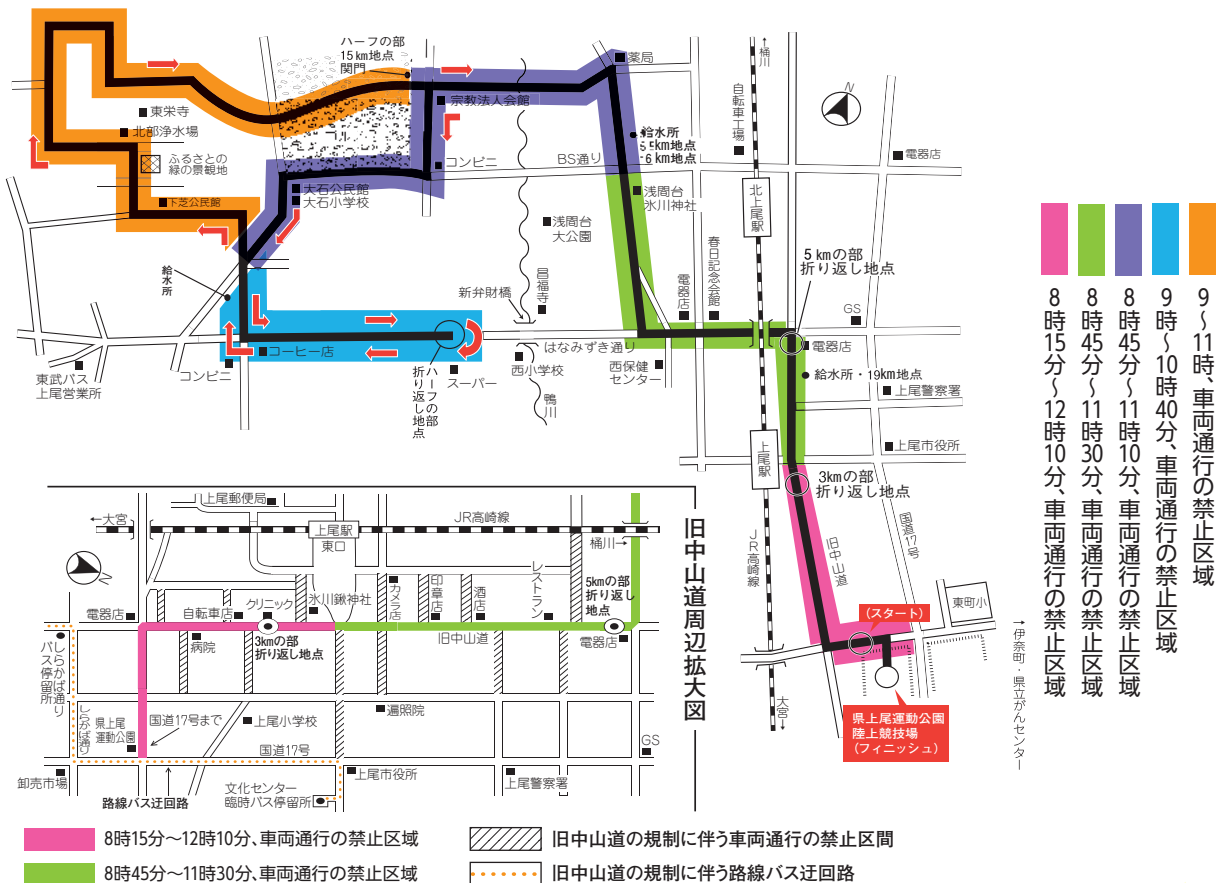 ハーフの部
15km地点
関門
薬局
桶川
自転車工場
N
東栄寺
北部浄水場
ふるさとの
緑の景観地
下芝公民館
宗教法人会館
コンビニ
大石公民館
大石小学校
BS通り
給水所
5.5km地点
6km地点
浅間台
氷川神社
浅間台
大公園
電器店
北上尾駅
5kmの部
折り返し地点
春日記念会館
電器店
昌福寺
新弁財橋
給水所
GS
はなみずき通り
電器店
コーヒー店
コンビニ
東武バス
上尾営業所
スーパー
ハーフの部
折り返し地点
西小学校
鴨川
西保健
センター
給水所・19km地点
上尾警察署
上尾駅
上尾市役所
3kmの部
折り返し地点
国道17号
旧中山道
JR高崎線
東町小
(スタート)
県上尾運動公園
陸上競技場
(フィニッシュ)
大宮→
→伊奈町・県立がんセンター
9~11時、車両通行の禁止区域
9時~10時40分、車両通行の禁止区域
8時45分~11時10分、車両通行の禁止区域
8時45分~11時30分、車両通行の禁止区域
8時15分~12時10分、車両通行の禁止区域
旧中山道周辺拡大図
上尾郵便局
←大宮
上尾駅
東口
JR高崎線
桶川→
N
電器店
自転車店
クリニック
氷川鍬神社
カメラ店
印章店
酒店
レストラン
5kmの部
折り返し
地点
病院
3kmの部
折り返し地点
旧中山道
電器店
しらかば通り
バス停留所
しらかば通り
県上尾
運動公園
国道17号まで
上尾小学校
遍照院
国道17号
GS
卸売市場
路線バス迂回路
文化センター
臨時バス停留所
上尾市役所
上尾警察署
8時15分~12時10分、車両通行の禁止区域
旧中山道の規制に伴う車両通行の禁止区間
8時45分~11時30分、車両通行の禁止区域
旧中山道の規制に伴う路線バス迂回路